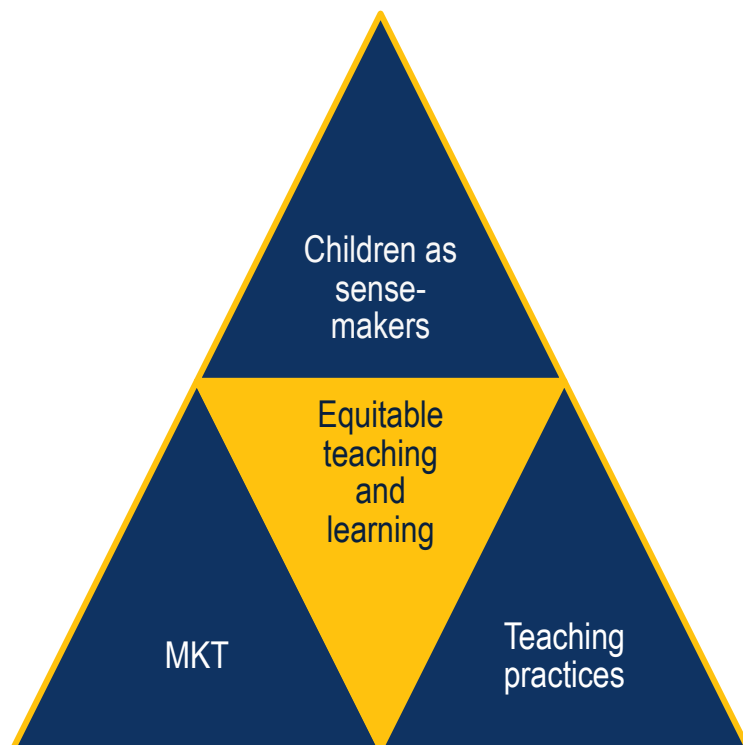 Children as
sense-
makers
Equitable
teaching
and
learning
MKT
Teaching
practices